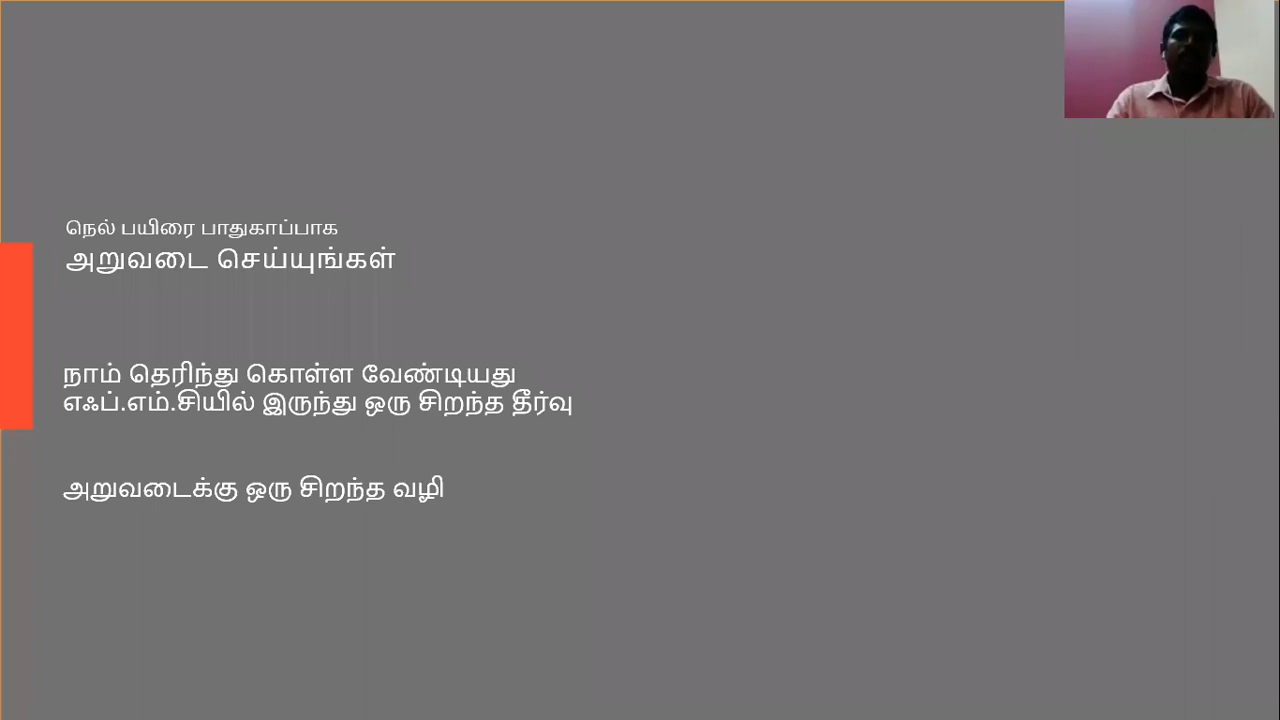 நெல் பயிரை பாதுகாப்பாக
அறுவடை செய்யுங்கள்
நாம் தெரிந்து கொள்ள வேண்டியது
எஃப்.எம்.சியில் இருந்து ஒரு சிறந்த தீர்வு
அறுவடைக்கு ஒரு சிறந்த வழி